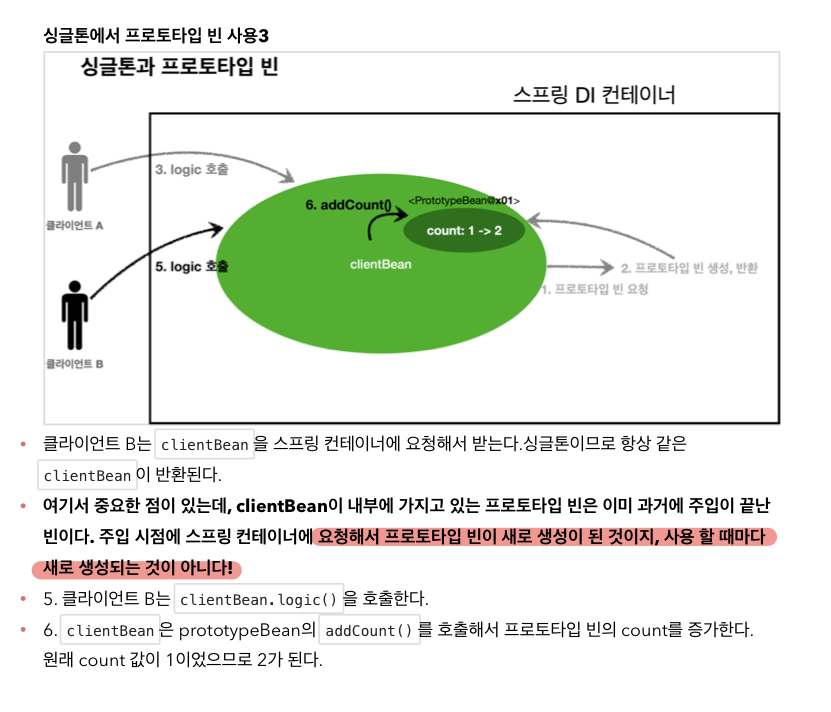 싱글톤에서 프로토타입 빈 사용3
싱글톤과 프로토타입 빈
스프링 DI 컨테이너
3. logic 호출
클라이언트 A
6. addCount()
<PrototypeBean@x01>
count: 1 -> 2
clientBean
5. logic 호출
2. 프로토타입 빈 생성, 반환
1. 프로토타입 빈 요청
클라이언트 B
• 클라이언트 B는 clientBean 을 스프링 컨테이너에 요청해서 받는다.싱글톤이므로 항상 같은
clientBean 이 반환된다.
• 여기서 중요한 점이 있는데, clientBean이 내부에 가지고 있는 프로토타입 빈은 이미 과거에 주입이 끝난
빈이다. 주입 시점에 스프링 컨테이너에 요청해서 프로토타입 빈이 새로 생성이 된 것이지, 사용 할 때마다
새로 생성되는 것이 아니다!
• 5. 클라이언트 B는 clientBean.logic() 을 호출한다.
• 6. clientBean 은 prototypeBean의 addCount() 를 호출해서 프로토타입 빈의 count를 증가한다.
원래 count 값이 1이었으므로 2가 된다.